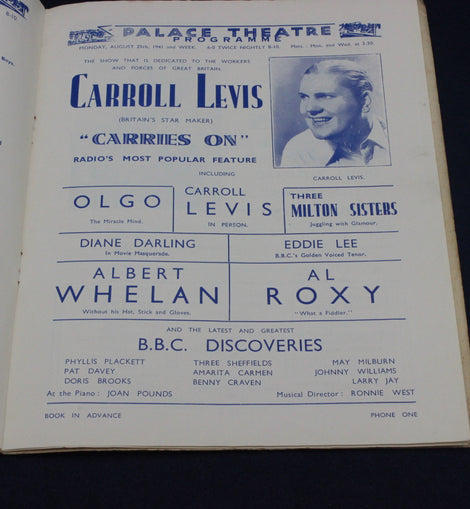 8-10.
Boys.
PALACE THEATRE
PROGRAMME
MONDAY, AUGUST 25th, 1941 and WEEK. 6-0 TWICE NIGHTLY 8-10. Mats.: Mon. and Wed. at 2.30.
THE SHOW THAT IS DEDICATED TO THE WORKERS
AND FORCES OF GREAT BRITAIN.
CARROLL LEVIS
(BRITAIN'S STAR MAKER)
"CARRIES ON"
RADIO'S MOST POPULAR FEATURE
CARROLL LEVIS.
INCLUDING
OLGO
The Miracle Mind.
CARROLL
LEVIS
IN PERSON.
THREE
MILTON SISTERS
Juggling with Glamour.
DIANE DARLING
In Movie Masquerade.
EDDIE LEE
B.B.C.'s Golden Voiced Tenor.
ALBERT
WHELAN
Without his Hat, Stick and Gloves.
AL
ROXY
"What a Fiddler."
AND THE LATEST AND GREATEST
B.B.C. DISCOVERIES
PHYLLIS PLACKETT THREE SHEFFIELDS MAY MILBURN
PAT DAVEY AMARITA CARMEN JOHNNY WILLIAMS
DORIS BROOKS BENNY CRAVEN LARRY JAY
At the Piano: JOAN POUNDS Musical Director: RONNIE WEST
BOOK IN ADVANCE PHONE ONE